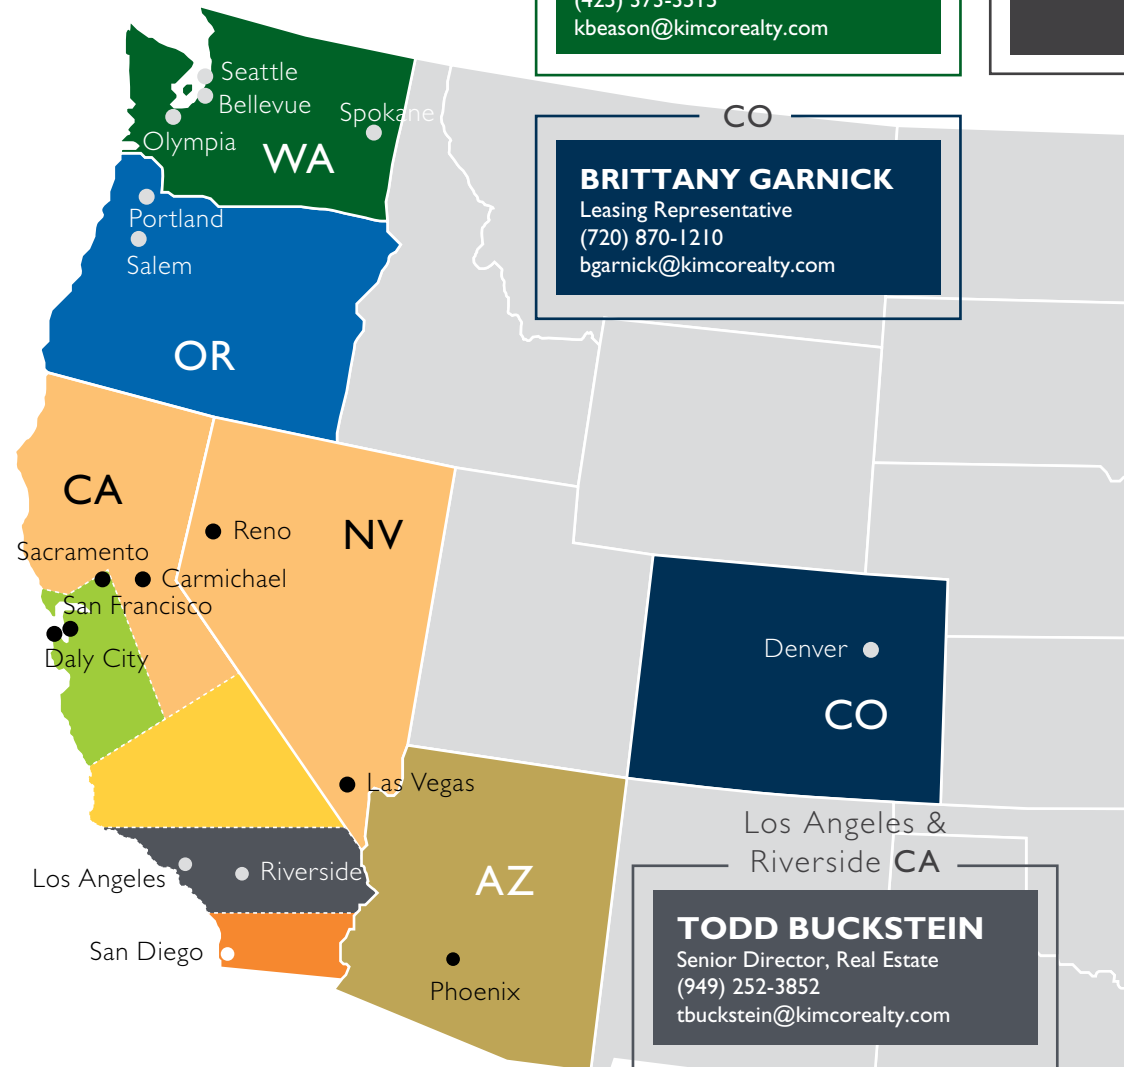 (425) 373-3513
kbeason@kimcorealty.com
Seattle
Bellevue
Spokane
Olympia
WA
CO
BRITTANY GARNICK
Leasing Representative
(720) 870-1210
bgarnick@kimcorealty.com
Portland
Salem
OR
CA
Reno
NV
Sacramento
Carmichael
San Francisco
Daly City
Denver
CO
Las Vegas
Los Angeles &
Riverside CA
Los Angeles
Riverside
AZ
TODD BUCKSTEIN
Senior Director, Real Estate
(949) 252-3852
tbuckstein@kimcorealty.com
San Diego
Phoenix